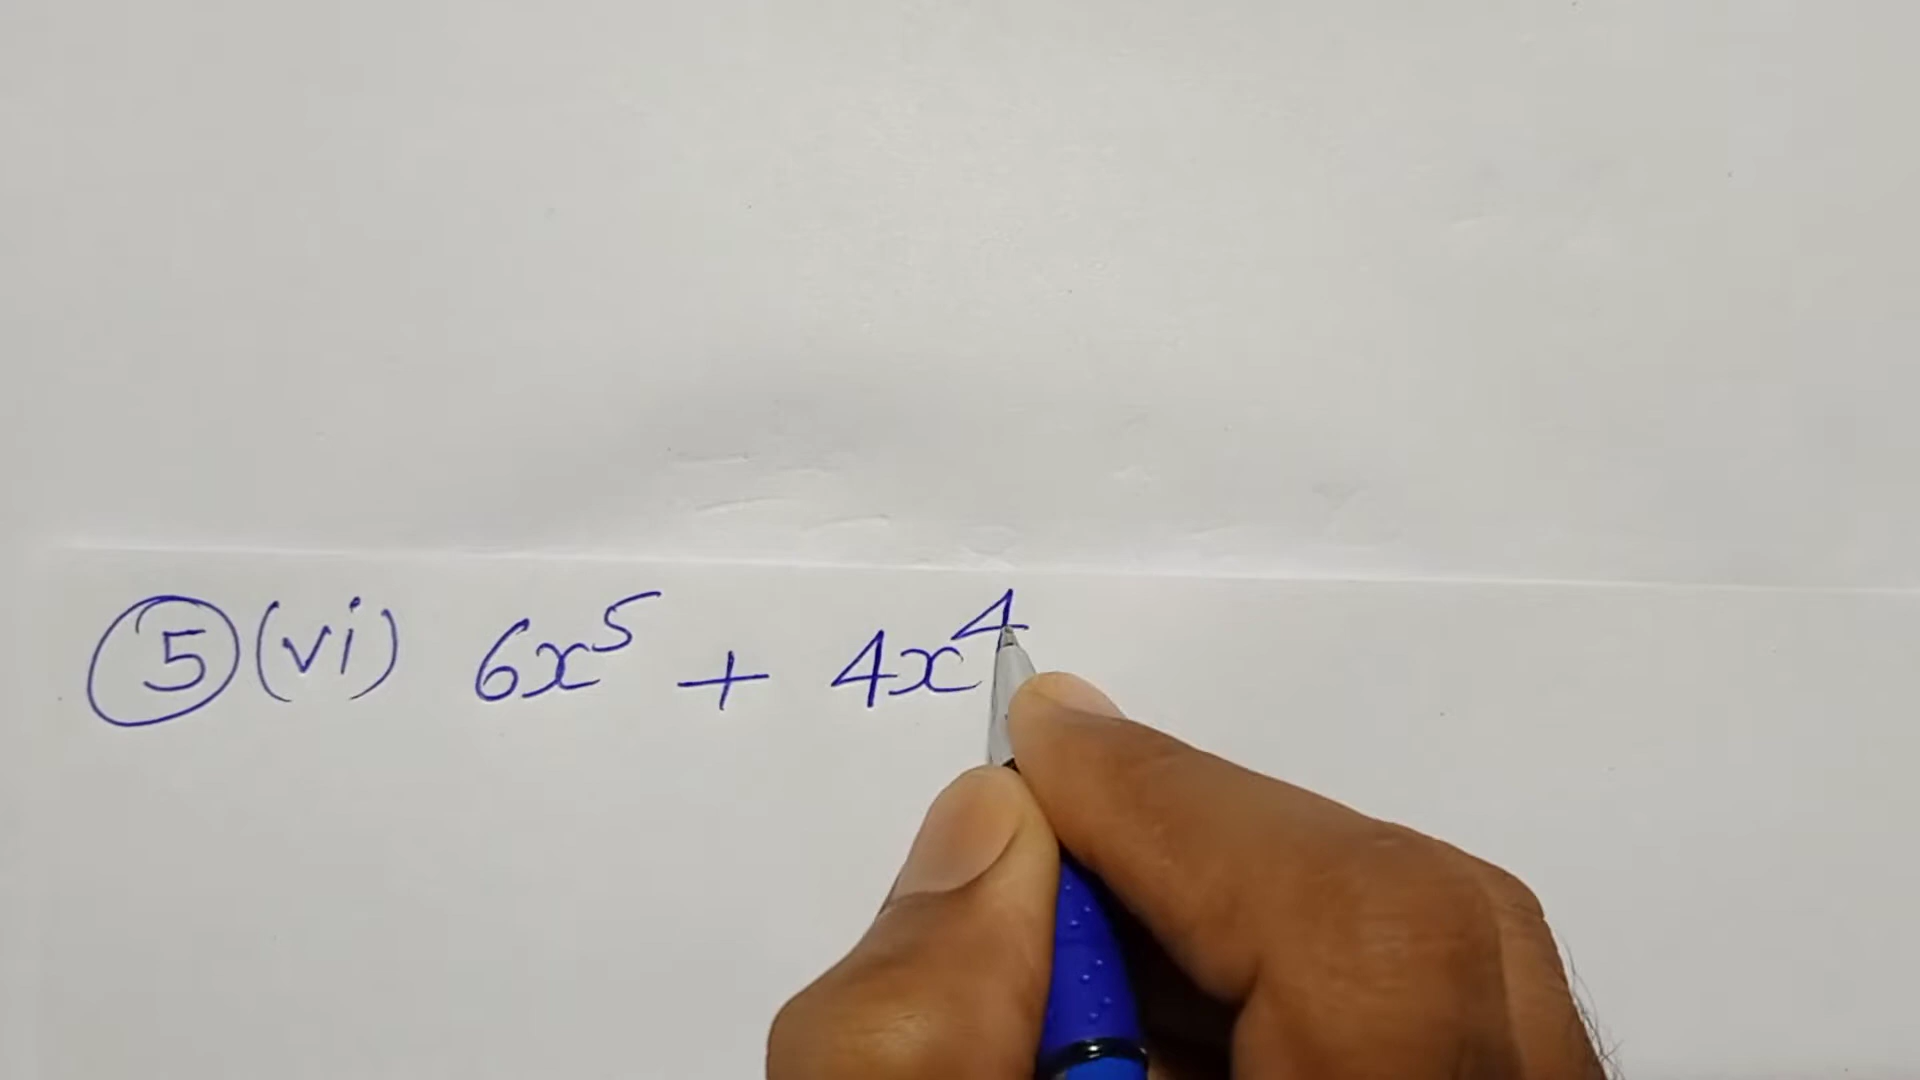 ⑤ (vi) 6x⁵ + 4x⁴